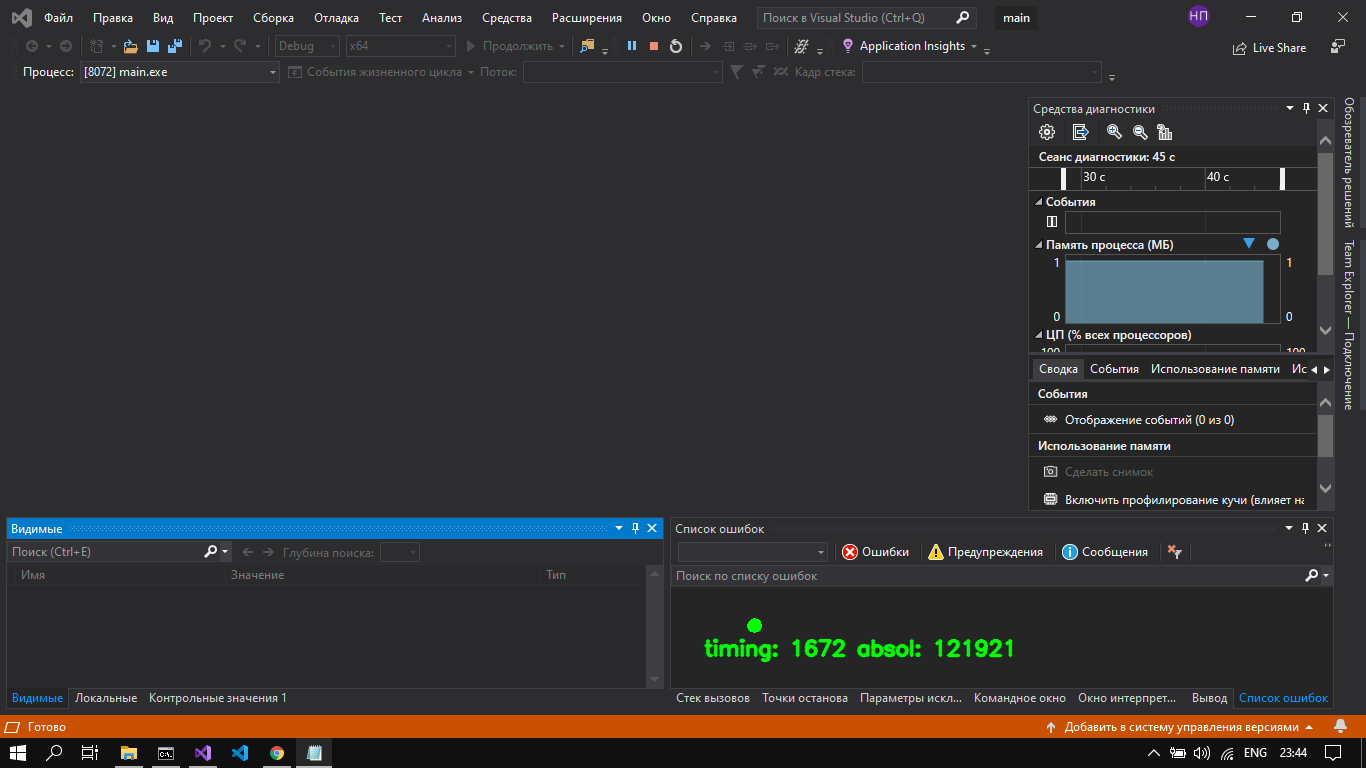 Файл Правка Вид Проект Сборка Отладка Тест Анализ Средства Расширения Окно Справка Поиск в Visual Studio (Ctrl+Q) main НП
Debug x64 Продолжить Application Insights Live Share
Процесс: [8072] main.exe События жизненного цикла Поток: Кадр стека:
Средства диагностики
Сеанс диагностики: 45 с
30 с 40 с
События
Память процесса (МБ)
1 1
0 0
ЦП (% всех процессоров)
100 100
Сводка События Использование памяти Ис
События
Отображение событий (0 из 0)
Использование памяти
Сделать снимок
Включить профилирование кучи (влияет на
Обозреватель решений
Team Explorer — Подключение
Видимые
Поиск (Ctrl+E) Глубина поиска:
Имя Значение Тип
Видимые Локальные Контрольные значения 1
Список ошибок
Ошибки Предупреждения Сообщения
Поиск по списку ошибок
timing: 1672 absol: 121921
Стек вызовов Точки останова Параметры искл... Командное окно Окно интерпрет... Вывод Список ошибок
Готово Добавить в систему управления версиями
ENG 23:44